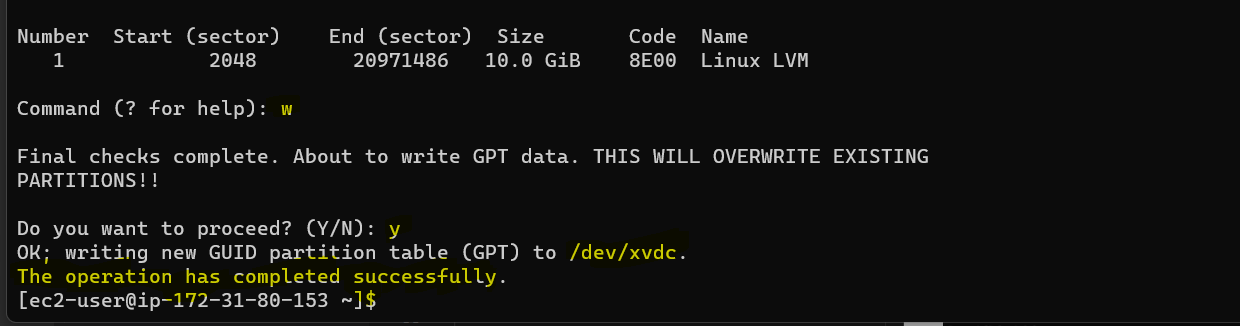 Number  Start (sector)    End (sector)  Size       Code  Name
   1            2048        20971486   10.0 GiB    8E00  Linux LVM
Command (? for help): w
Final checks complete. About to write GPT data. THIS WILL OVERWRITE EXISTING
PARTITIONS!!
Do you want to proceed? (Y/N): y
OK; writing new GUID partition table (GPT) to /dev/xvdc.
The operation has completed successfully.
[ec2-user@ip-172-31-80-153 ~]$